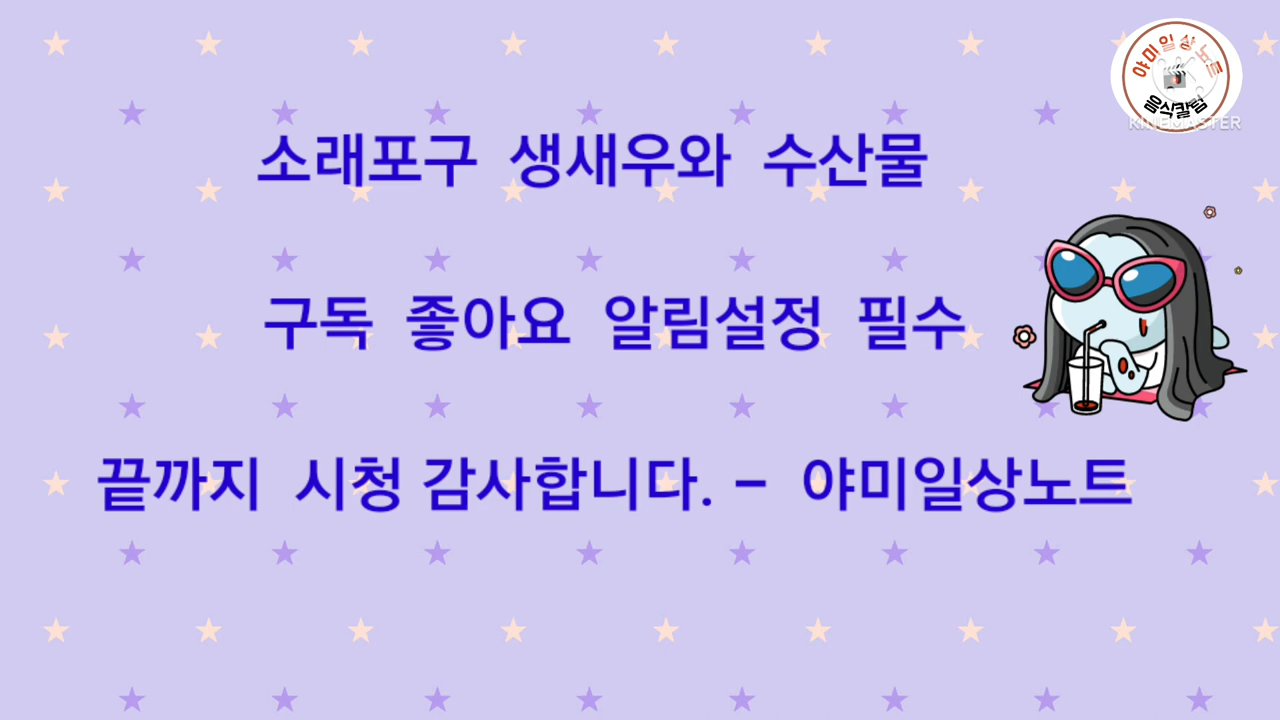 야미일상노트
음식칼럼
KINEMASTER
소래포구 생새우와 수산물
구독 좋아요 알림설정 필수
끝까지 시청 감사합니다. - 야미일상노트